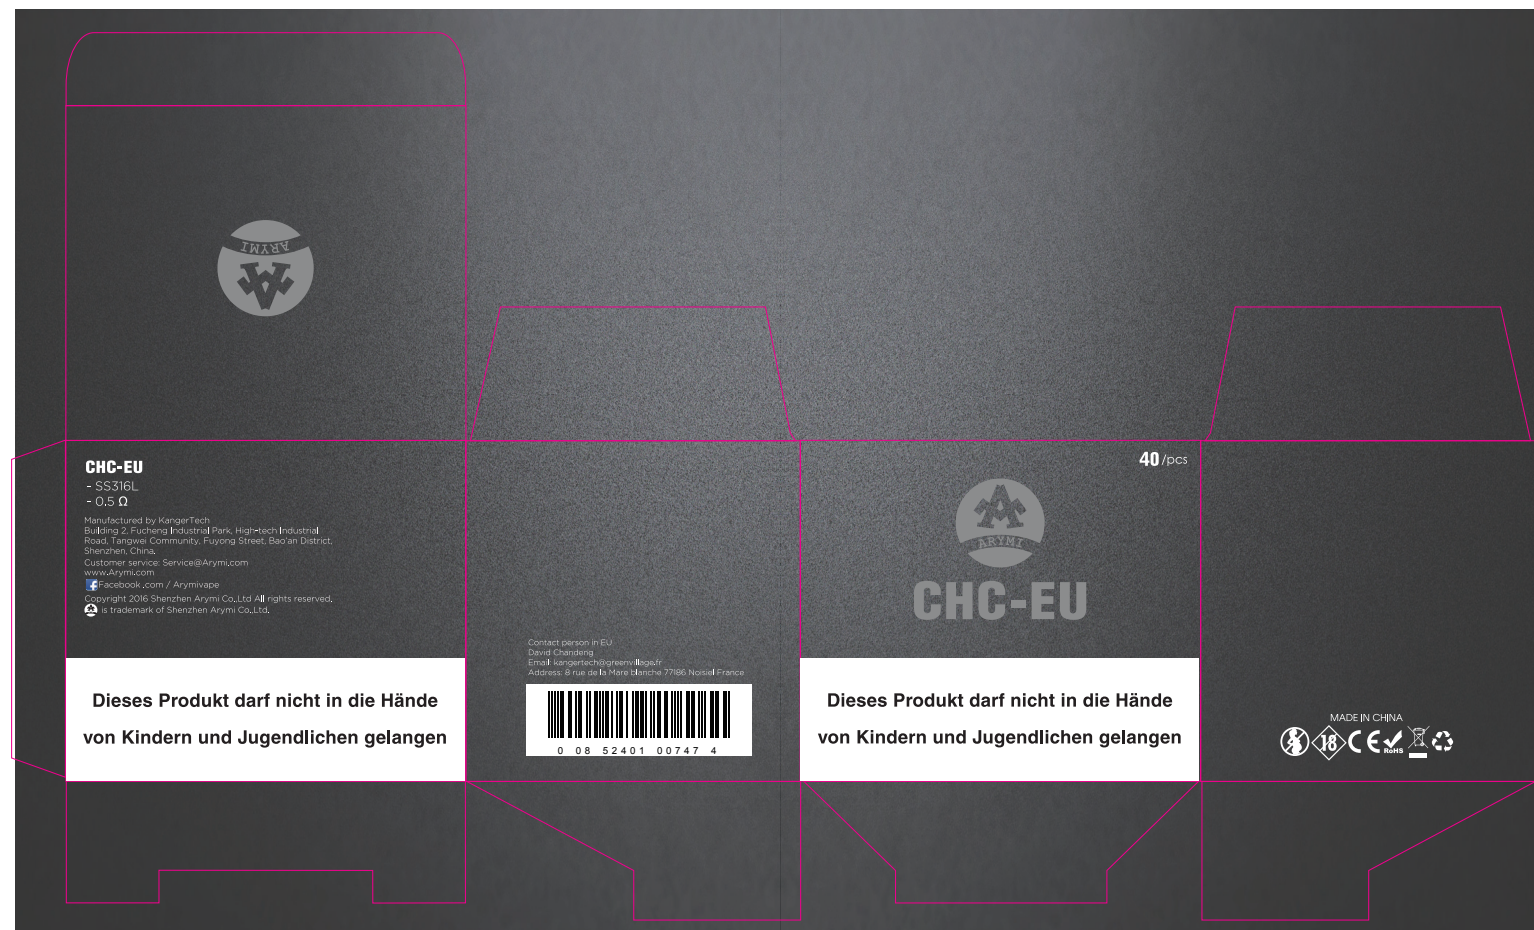 ARYMI
CHC-EU
- SS316L
- 0.5 Ω
Manufactured by KangerTech
Building 2, Fucheng Industrial Park, High-tech Industrial
Road, Tangwei Community, Fuyong Street, Bao'an District,
Shenzhen, China.
Customer service: Service@Arymi.com
www.Arymi.com
Facebook.com / Arymivape
Copyright 2016 Shenzhen Arymi Co.,Ltd All rights reserved.
is trademark of Shenzhen Arymi Co.,Ltd.
Dieses Produkt darf nicht in die Hände
von Kindern und Jugendlichen gelangen
Contact person in EU
David Chandeng
Email: kangertech@greenvillage.fr
Address: 8 rue de la Mare blanche 77186 Noisiel France
0 08 52401 00747 4
40 /pcs
ARYMI
CHC-EU
Dieses Produkt darf nicht in die Hände
von Kindern und Jugendlichen gelangen
MADE IN CHINA
18 CE RoHS